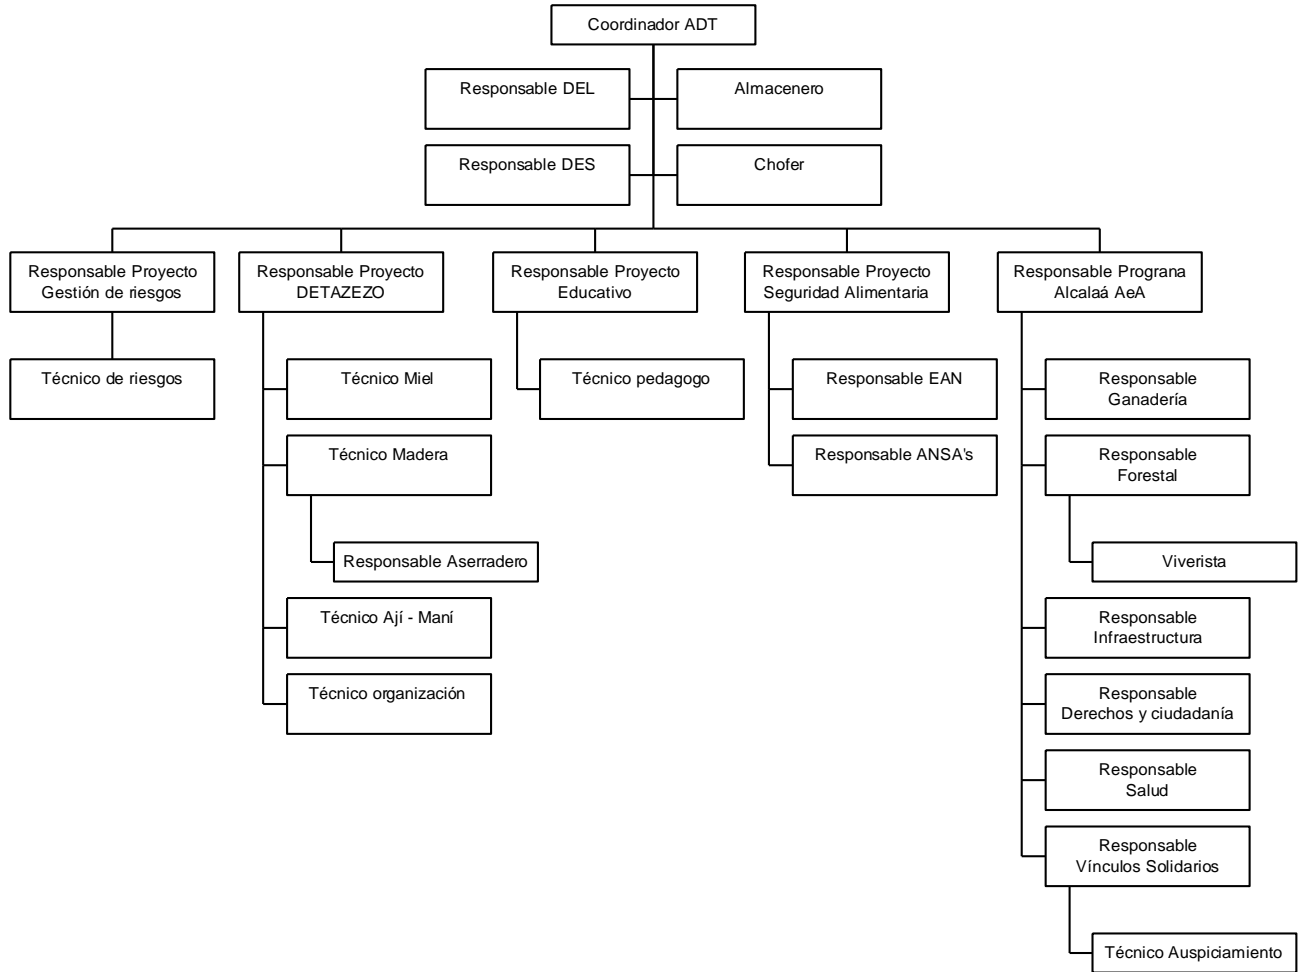 Coordinador ADT
Responsable DEL
Almacenero
Responsable DES
Chofer
Responsable Proyecto
Gestión de riesgos
Responsable Proyecto
DETAZEZO
Responsable Proyecto
Educativo
Responsable Proyecto
Seguridad Alimentaria
Responsable Prograna
Alcalaá AeA
Técnico de riesgos
Técnico Miel
Técnico Madera
Responsable Aserradero
Técnico Ají - Maní
Técnico organización
Técnico pedagogo
Responsable EAN
Responsable ANSA's
Responsable
Ganadería
Responsable
Forestal
Viverista
Responsable
Infraestructura
Responsable
Derechos y ciudadanía
Responsable
Salud
Responsable
Vínculos Solidarios
Técnico Auspiciamiento